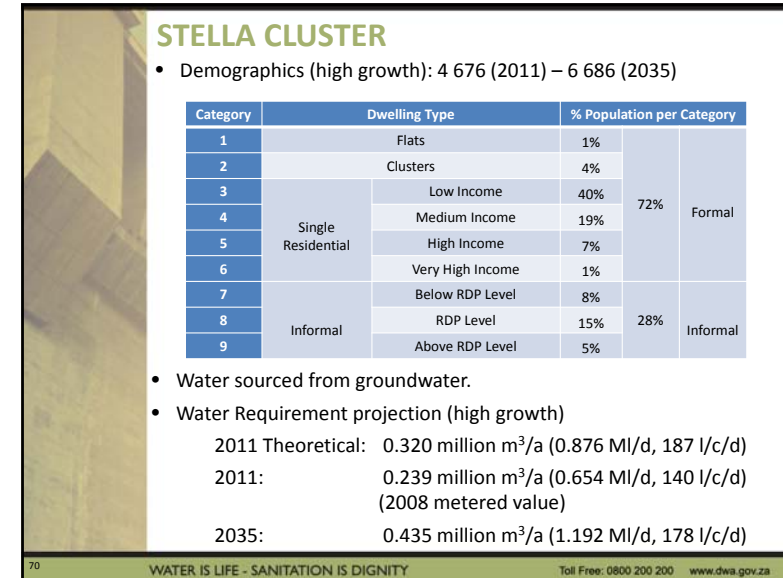 STELLA CLUSTER
• Demographics (high growth): 4 676 (2011) – 6 686 (2035)
Category Dwelling Type % Population per Category
1 Flats 1%
2 Clusters 4%
3 Low Income 40%
4 Medium Income 19%
5 High Income 7%
6 Very High Income 1%
Single
Residential
72% Formal
7 Below RDP Level 8%
8 RDP Level 15%
9 Above RDP Level 5%
Informal
28% Informal
• Water sourced from groundwater.
• Water Requirement projection (high growth)
2011 Theoretical: 0.320 million m³/a (0.876 Ml/d, 187 l/c/d)
2011: 0.239 million m³/a (0.654 Ml/d, 140 l/c/d)
(2008 metered value)
2035: 0.435 million m³/a (1.192 Ml/d, 178 l/c/d)
70 WATER IS LIFE - SANITATION IS DIGNITY Toll Free: 0800 200 200 www.dwa.gov.za